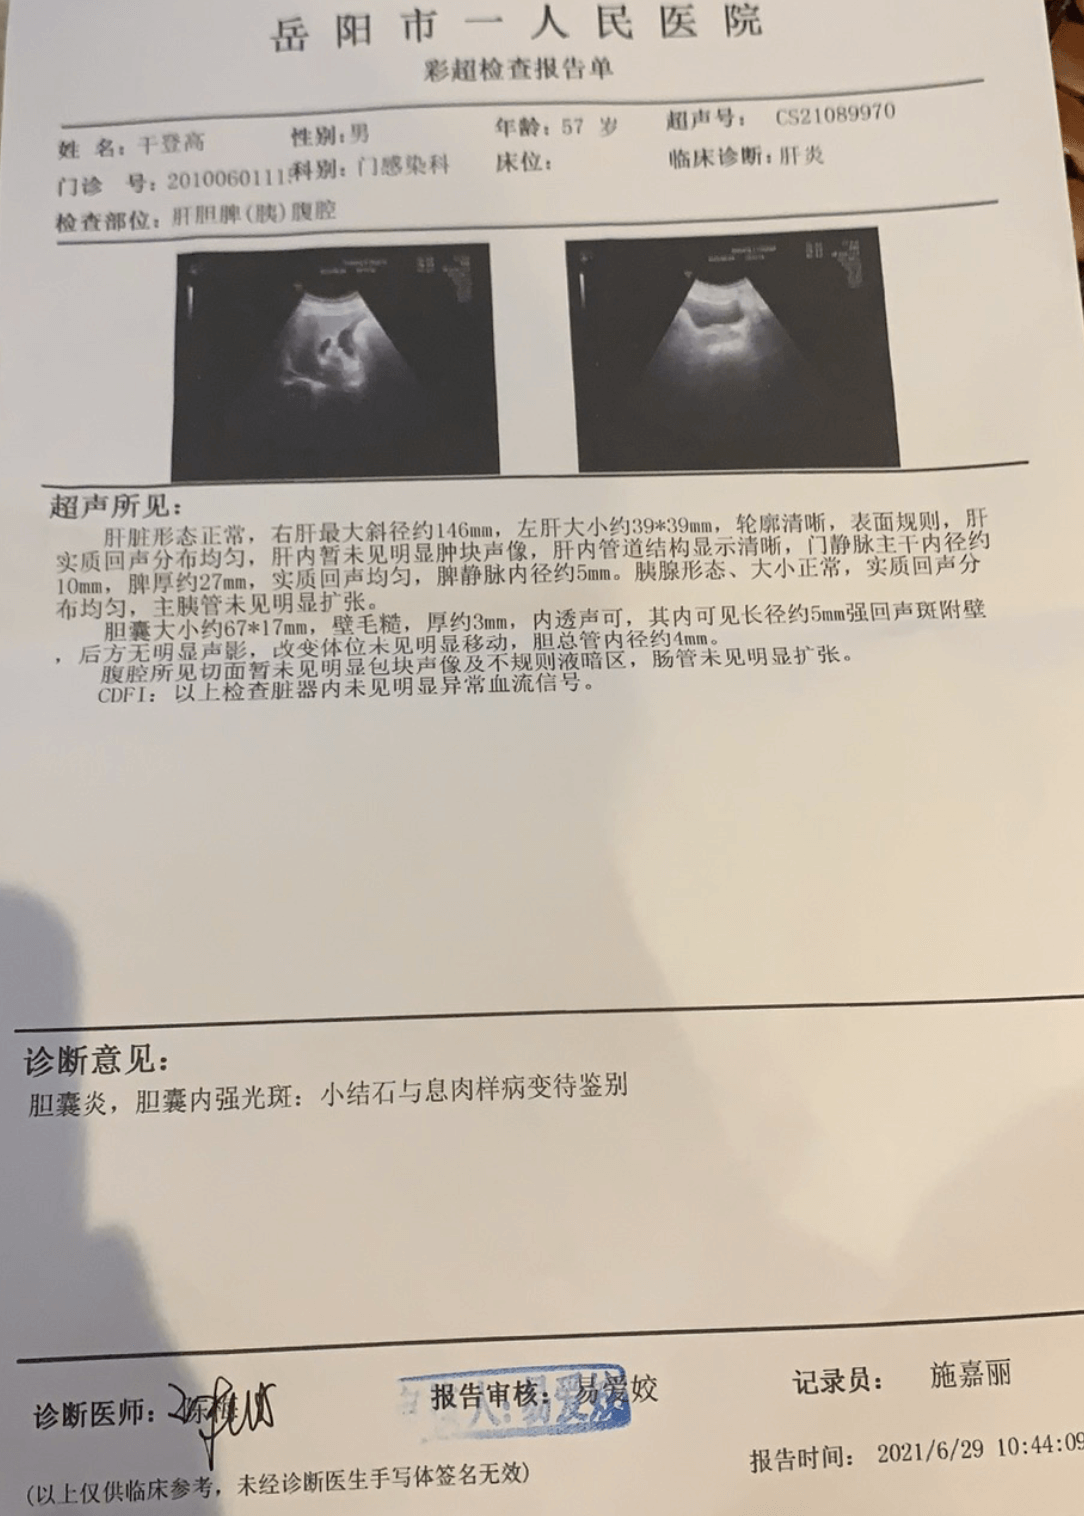 岳阳市一人民医院
彩超检查报告单
姓 名：干登高 性别：男 年龄：57 岁 超声号： CS21089970
门诊 号：2010060111 科别：门感染科 床位： 临床诊断：肝炎
检查部位：肝胆脾(胰)腹腔
超声所见：
肝脏形态正常，右肝最大斜径约146mm，左肝大小约39*39mm，轮廓清晰，表面规则，肝
实质回声分布均匀，肝内暂未见明显肿块声像，肝内管道结构显示清晰，门静脉主干内径约
10mm，脾厚约27mm，实质回声均匀，脾静脉内径约5mm。胰腺形态、大小正常，实质回声分
布均匀，主胰管未见明显扩张。
胆囊大小约67*17mm，壁毛糙，厚约3mm，内透声可，其内可见长径约5mm强回声斑附壁
，后方无明显声影，改变体位未见明显移动，胆总管内径约4mm。
腹腔所见切面暂未见明显包块声像及不规则液暗区，肠管未见明显扩张。
CDFI：以上检查脏器内未见明显异常血流信号。
诊断意见：
胆囊炎，胆囊内强光斑：小结石与息肉样病变待鉴别
诊断医师：陈梅 报告审核：易爱姣 记录员： 施嘉丽
人:易爱姣
报告时间： 2021/6/29 10:44:09
(以上仅供临床参考，未经诊断医生手写体签名无效)